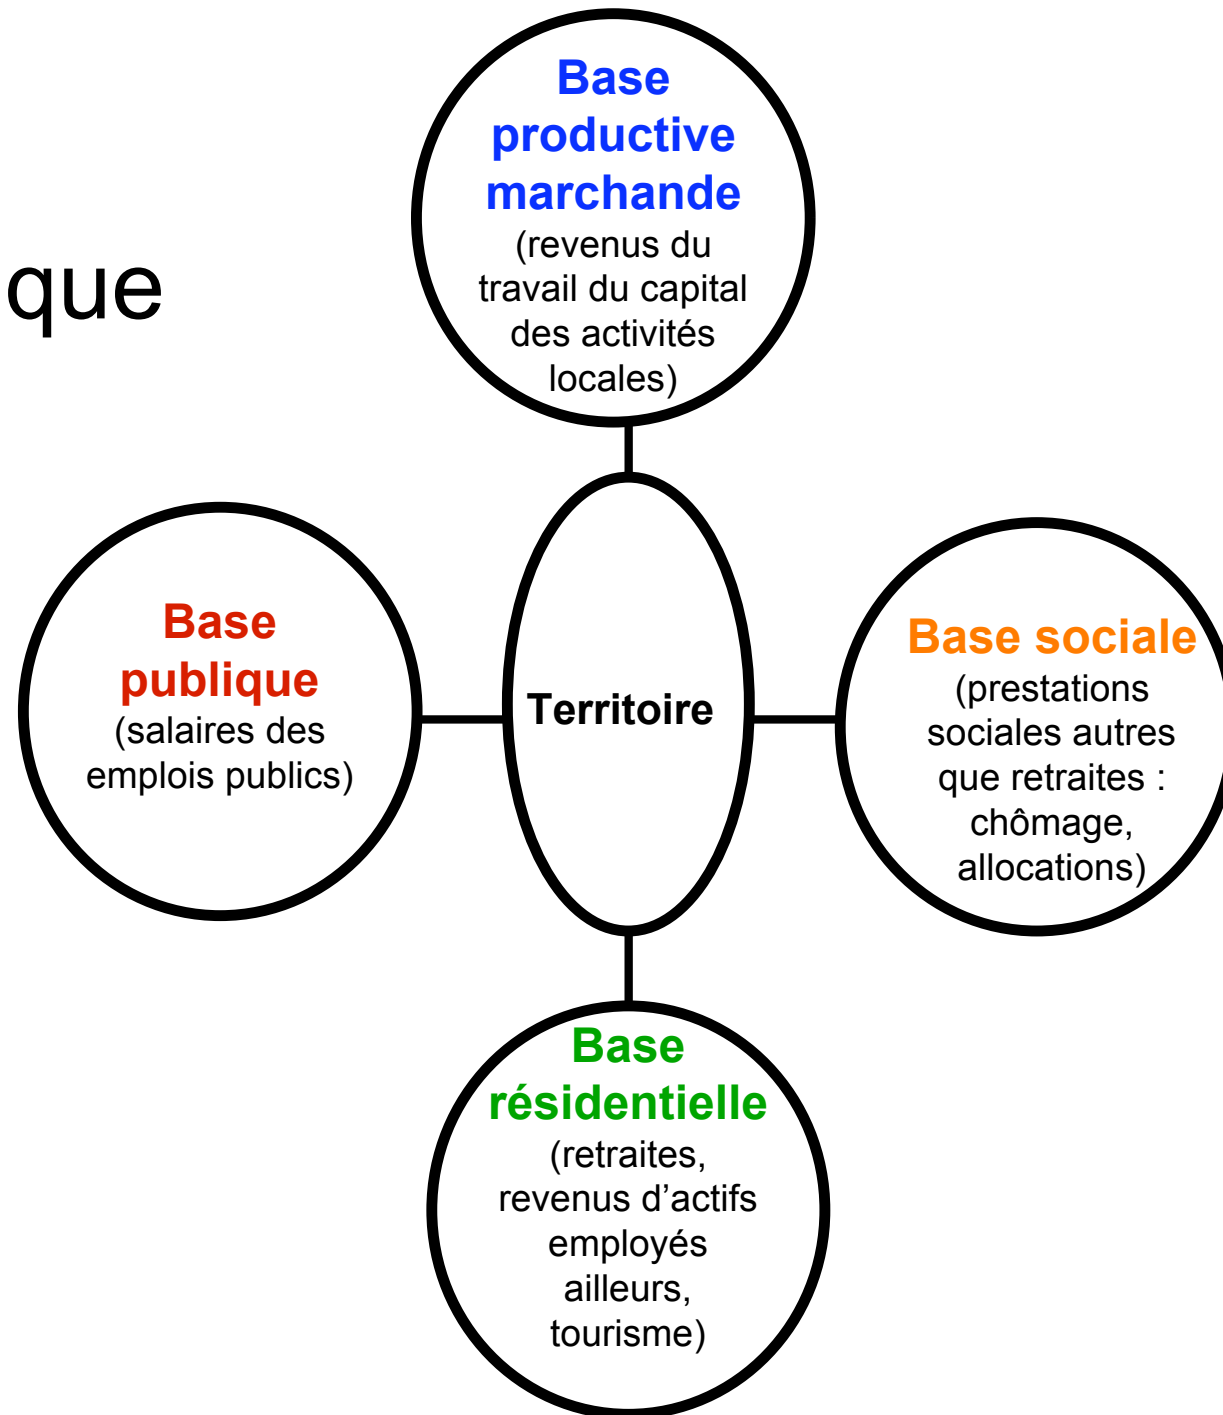 Base
productive
marchande
(revenus du
travail du capital
des activités
locales)
que
Base
publique
(salaires des
emplois publics)
Territoire
Base sociale
(prestations
sociales autres
que retraites :
chômage,
allocations)
Base
résidentielle
(retraites,
revenus d’actifs
employés
ailleurs,
tourisme)